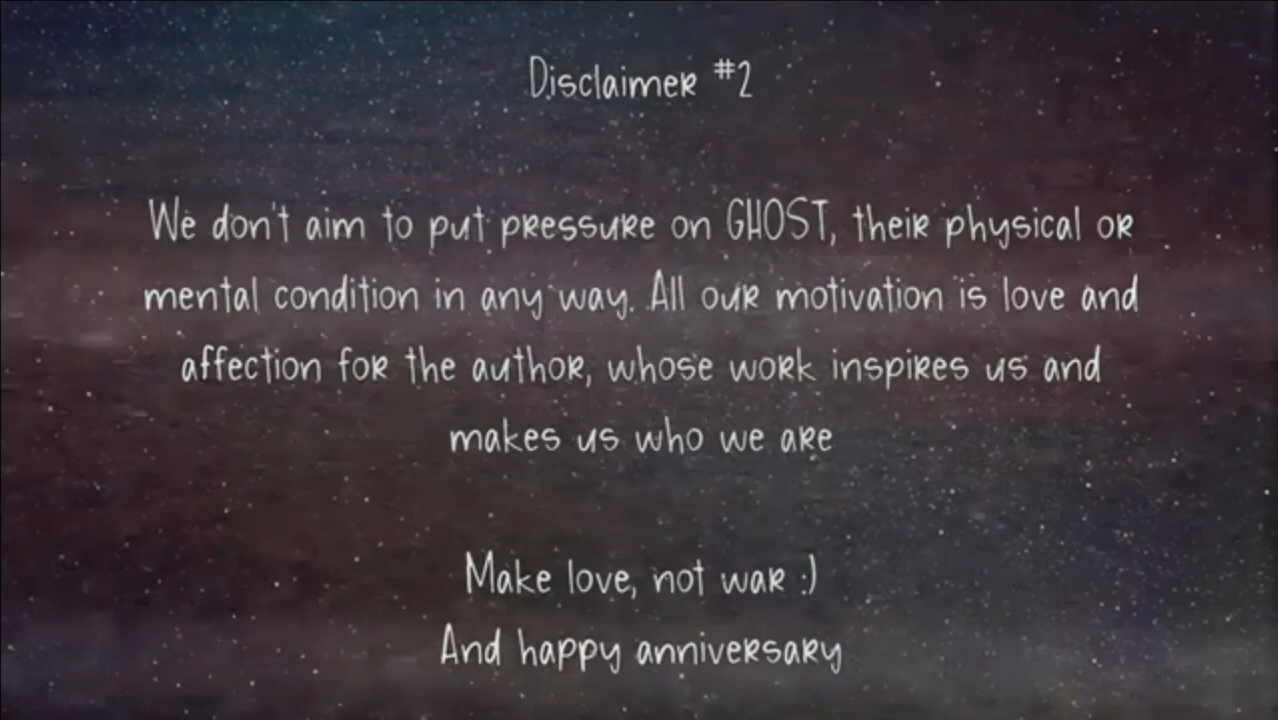 Disclaimer #2
We don't aim to put pressure on GHOST, their physical or
mental condition in any way. All our motivation is love and
affection for the author, whose work inspires us and
makes us who we are
Make love, not war :)
And happy anniversary